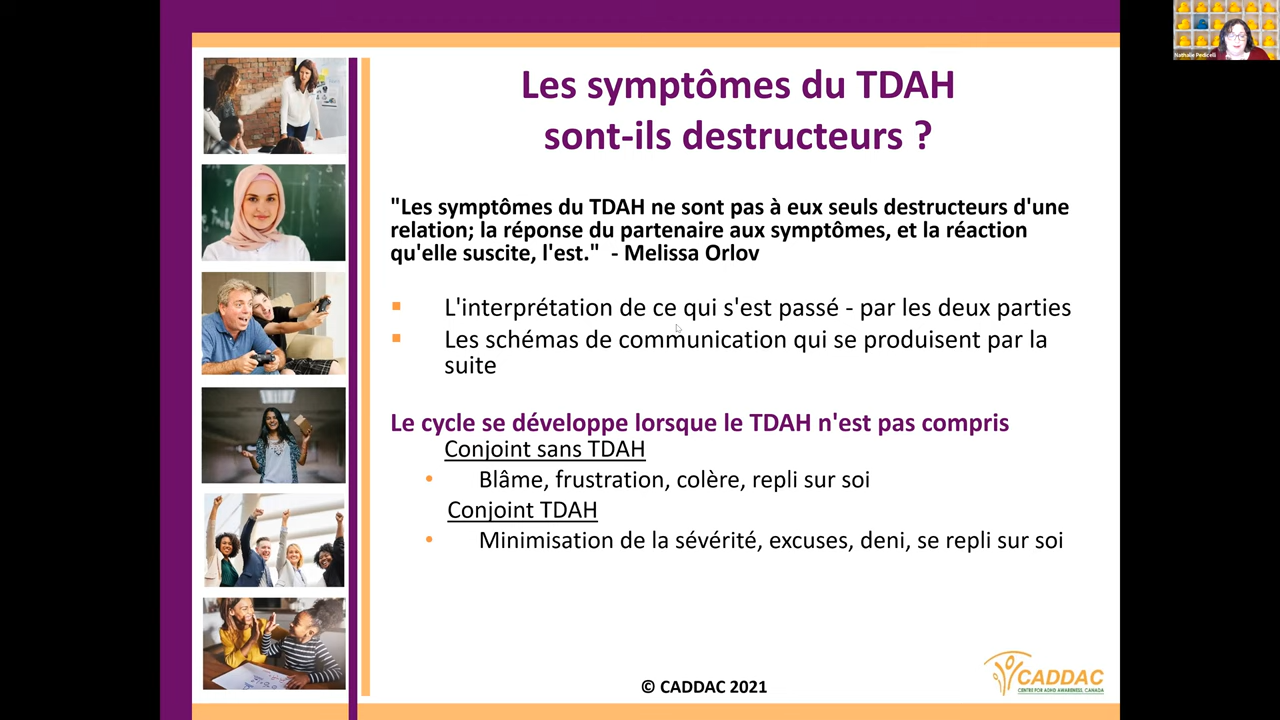 Les symptômes du TDAH
sont-ils destructeurs ?
"Les symptômes du TDAH ne sont pas à eux seuls destructeurs d'une
relation; la réponse du partenaire aux symptômes, et la réaction
qu'elle suscite, l'est." - Melissa Orlov
L'interprétation de ce qui s'est passé - par les deux parties
Les schémas de communication qui se produisent par la
suite
Le cycle se développe lorsque le TDAH n'est pas compris
Conjoint sans TDAH
Blâme, frustration, colère, repli sur soi
Conjoint TDAH
Minimisation de la sévérité, excuses, deni, se repli sur soi
© CADDAC 2021
CADDAC
CENTRE FOR ADHD AWARENESS, CANADA
Nathalie Pedicelli